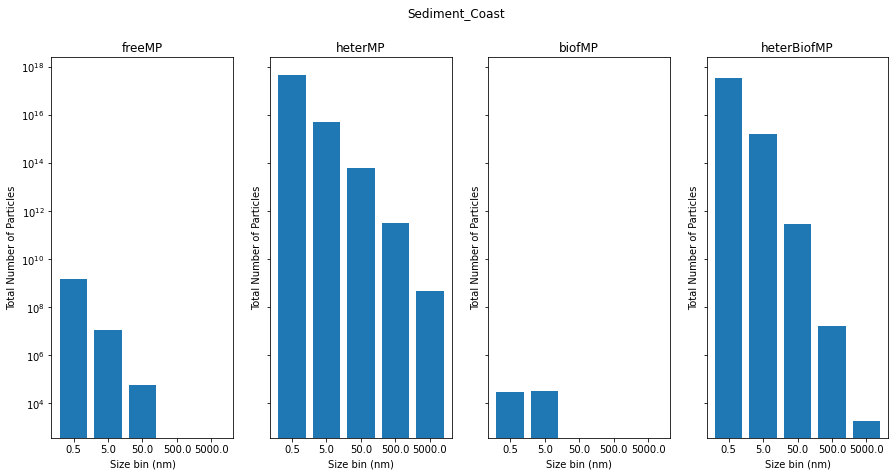 Sediment_Coast
freeMP
heterMP
biofMP
heterBiofMP
Total Number of Particles
10^18
10^16
10^14
10^12
10^10
10^8
10^6
10^4
0.5 5.0 50.0 500.0 5000.0
Size bin (nm)
Total Number of Particles
0.5 5.0 50.0 500.0 5000.0
Size bin (nm)
Total Number of Particles
0.5 5.0 50.0 500.0 5000.0
Size bin (nm)
Total Number of Particles
0.5 5.0 50.0 500.0 5000.0
Size bin (nm)